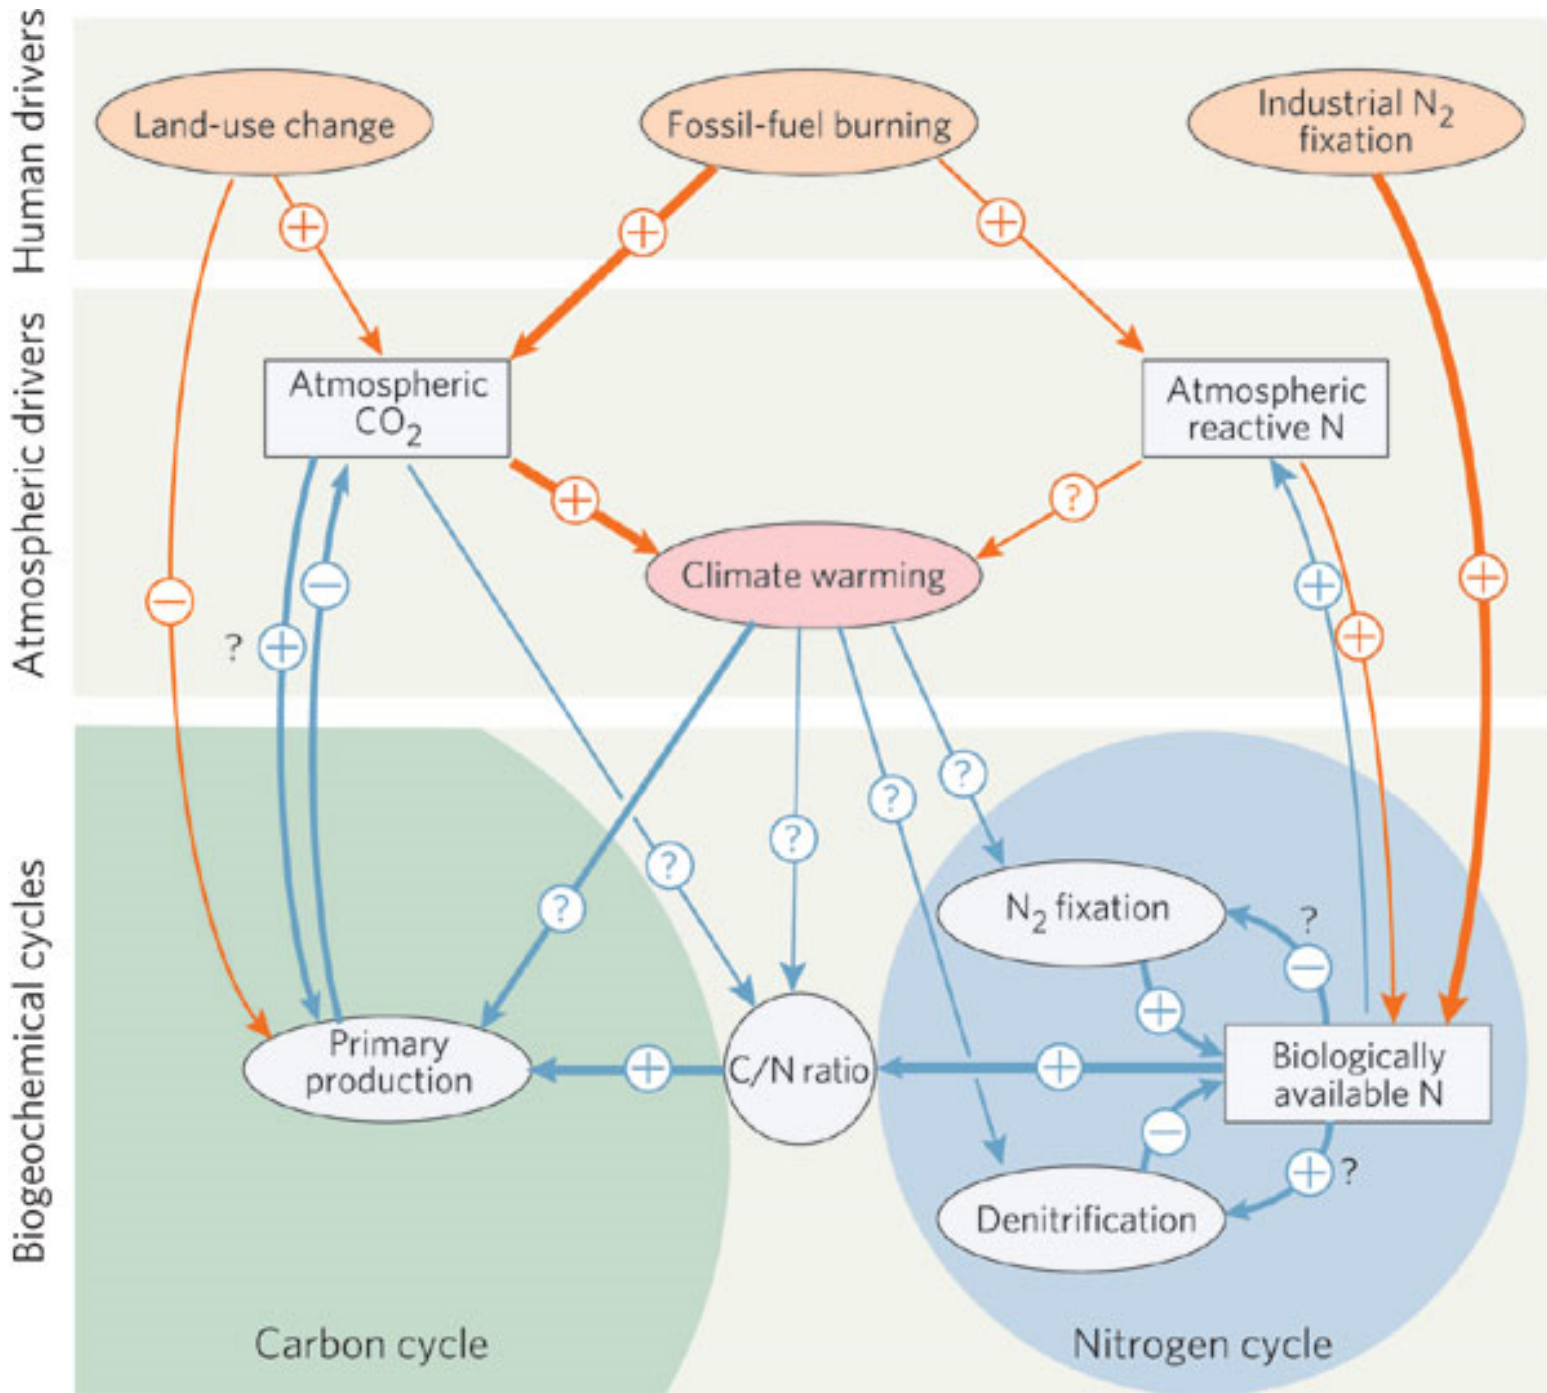 Human drivers
Land-use change
Fossil-fuel burning
Industrial N2
fixation
+
+
+
Atmospheric drivers
Atmospheric
CO2
Atmospheric
reactive N
+
?
Climate warming
−
?
+
−
+
+
+
Biogeochemical cycles
?
?
?
?
?
N2 fixation
?
−
+
Primary
production
+
C/N ratio
+
Biologically
available N
−
+
?
Denitrification
Carbon cycle
Nitrogen cycle